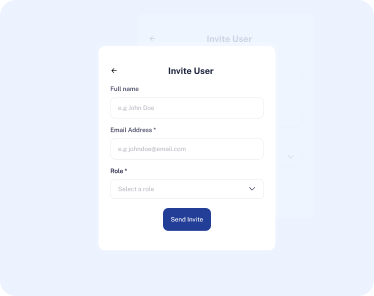 Invite User
Invite User
Full name
e.g John Doe
Email Address *
e.g johndoe@email.com
Role *
Select a role
Send Invite